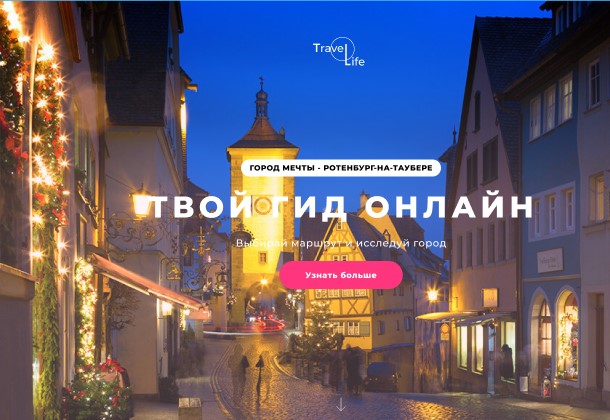 Travel
Life
ГОРОД МЕЧТЫ - РОТЕНБУРГ-НА-ТАУБЕРЕ
ТВОЙ ГИД ОНЛАЙН
Выбирай маршрут и исследуй город
Узнать больше